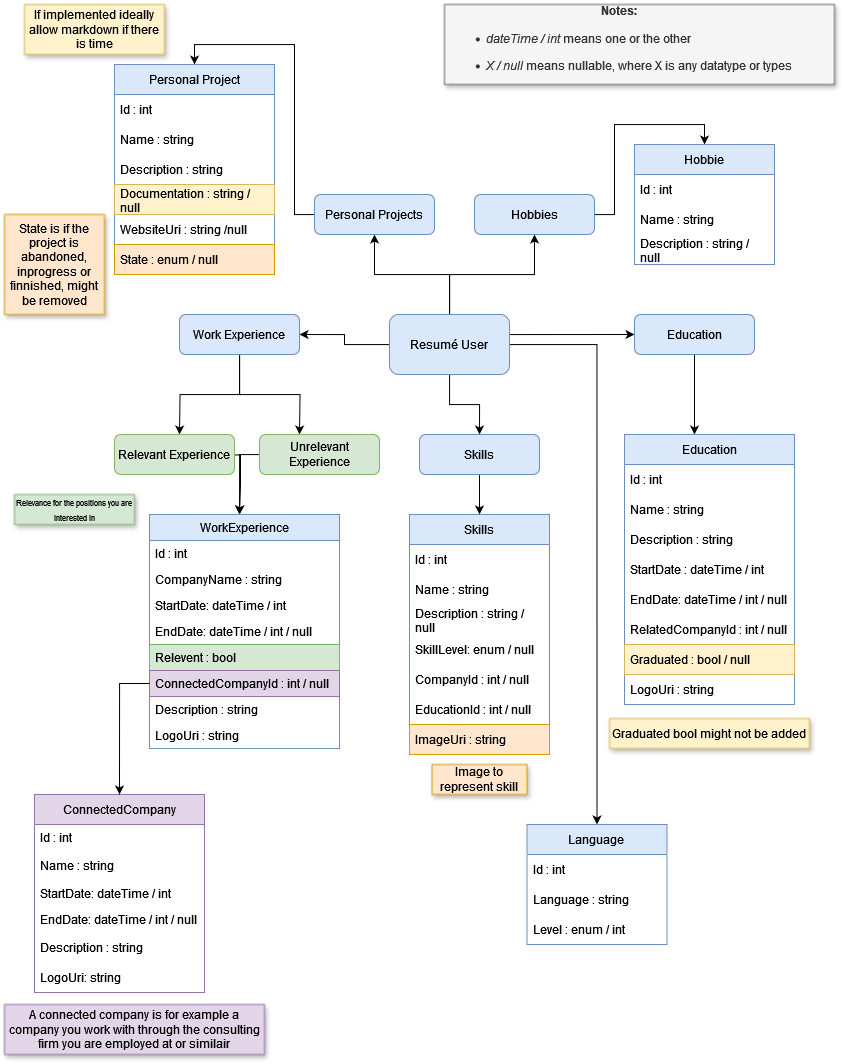 If implemented ideally
allow markdown if there
is time
Notes:
• dateTime / int means one or the other
• X / null means nullable, where X is any datatype or types
Personal Project
Id : int
Name : string
Description : string
Documentation : string /
null
WebsiteUri : string /null
State : enum / null
State is if the
project is
abandoned,
inprogress or
finnished, might
be removed
Personal Projects
Hobbies
Hobbie
Id : int
Name : string
Description : string /
null
Work Experience
Resumé User
Education
Relevant Experience
Unrelevant
Experience
Skills
Relevance for the positions you are
interested in
WorkExperience
Id : int
CompanyName : string
StartDate: dateTime / int
EndDate: dateTime / int / null
Relevent : bool
ConnectedCompanyId : int / null
Description : string
LogoUri : string
Skills
Id : int
Name : string
Description : string /
null
SkillLevel: enum / null
CompanyId : int / null
EducationId : int / null
ImageUri : string
Image to
represent skill
Education
Id : int
Name : string
Description : string
StartDate : dateTime / int
EndDate: dateTime / int / null
RelatedCompanyId : int / null
Graduated : bool / null
LogoUri : string
Graduated bool might not be added
ConnectedCompany
Id : int
Name : string
StartDate: dateTime / int
EndDate: dateTime / int / null
Description : string
LogoUri: string
Language
Id : int
Language : string
Level : enum / int
A connected company is for example a
company you work with through the consulting
firm you are employed at or similair